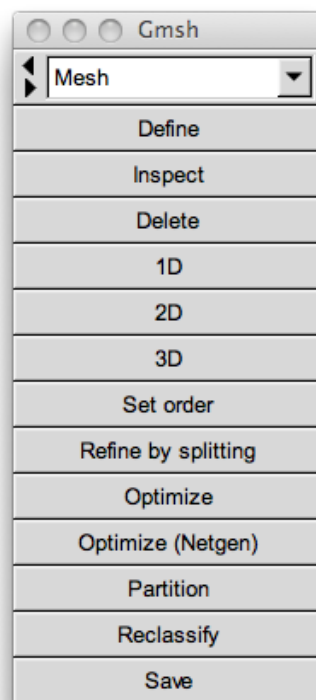 Gmsh
Mesh
Define
Inspect
Delete
1D
2D
3D
Set order
Refine by splitting
Optimize
Optimize (Netgen)
Partition
Reclassify
Save